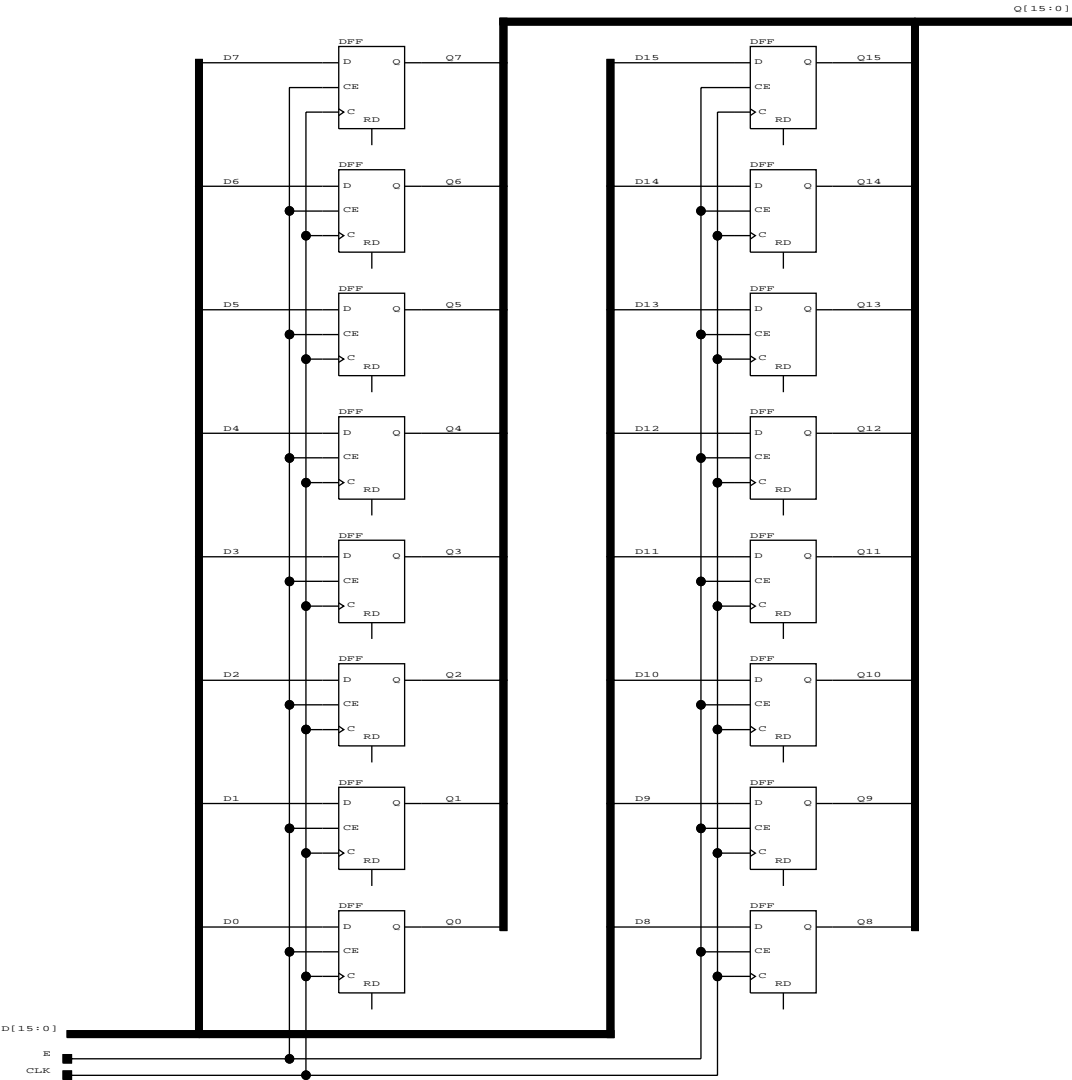 Q[15:0]
DFF
DFF
D7 D Q Q7
D15 D Q Q15
CE
CE
C
C
RD
RD
DFF
DFF
D6 D Q Q6
D14 D Q Q14
CE
CE
C
C
RD
RD
DFF
DFF
D5 D Q Q5
D13 D Q Q13
CE
CE
C
C
RD
RD
DFF
DFF
D4 D Q Q4
D12 D Q Q12
CE
CE
C
C
RD
RD
DFF
DFF
D3 D Q Q3
D11 D Q Q11
CE
CE
C
C
RD
RD
DFF
DFF
D2 D Q Q2
D10 D Q Q10
CE
CE
C
C
RD
RD
DFF
DFF
D1 D Q Q1
D9 D Q Q9
CE
CE
C
C
RD
RD
DFF
DFF
D0 D Q Q0
D8 D Q Q8
CE
CE
C
C
RD
RD
D[15:0]
E
CLK